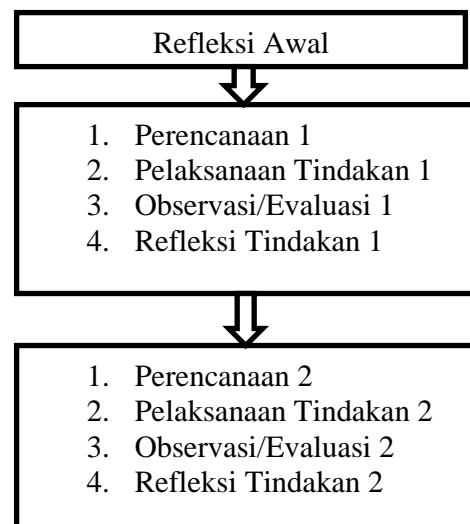 Refleksi Awal
1. Perencanaan 1
2. Pelaksanaan Tindakan 1
3. Observasi/Evaluasi 1
4. Refleksi Tindakan 1
1. Perencanaan 2
2. Pelaksanaan Tindakan 2
3. Observasi/Evaluasi 2
4. Refleksi Tindakan 2